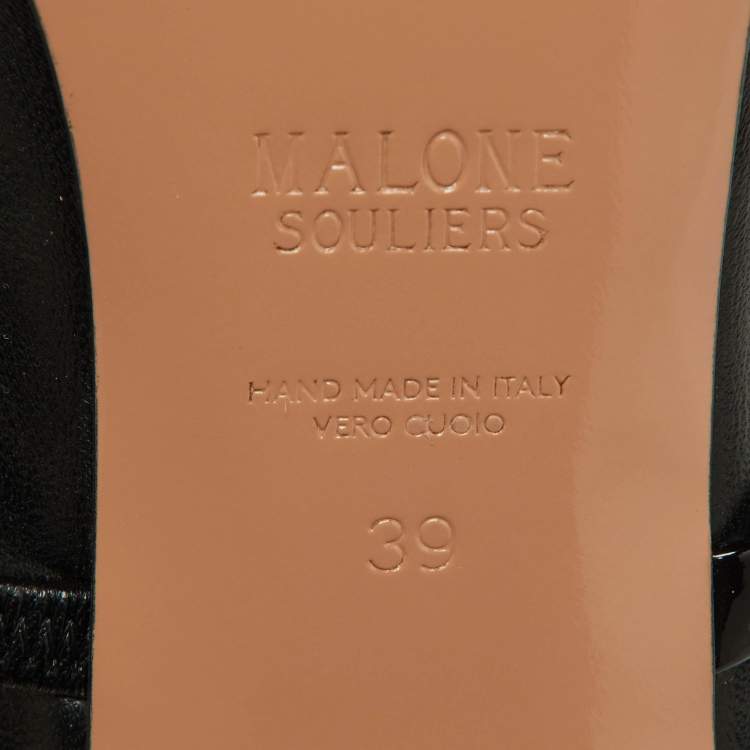 MALONE
SOULIERS
HAND MADE IN ITALY
VERO CUOIO
39